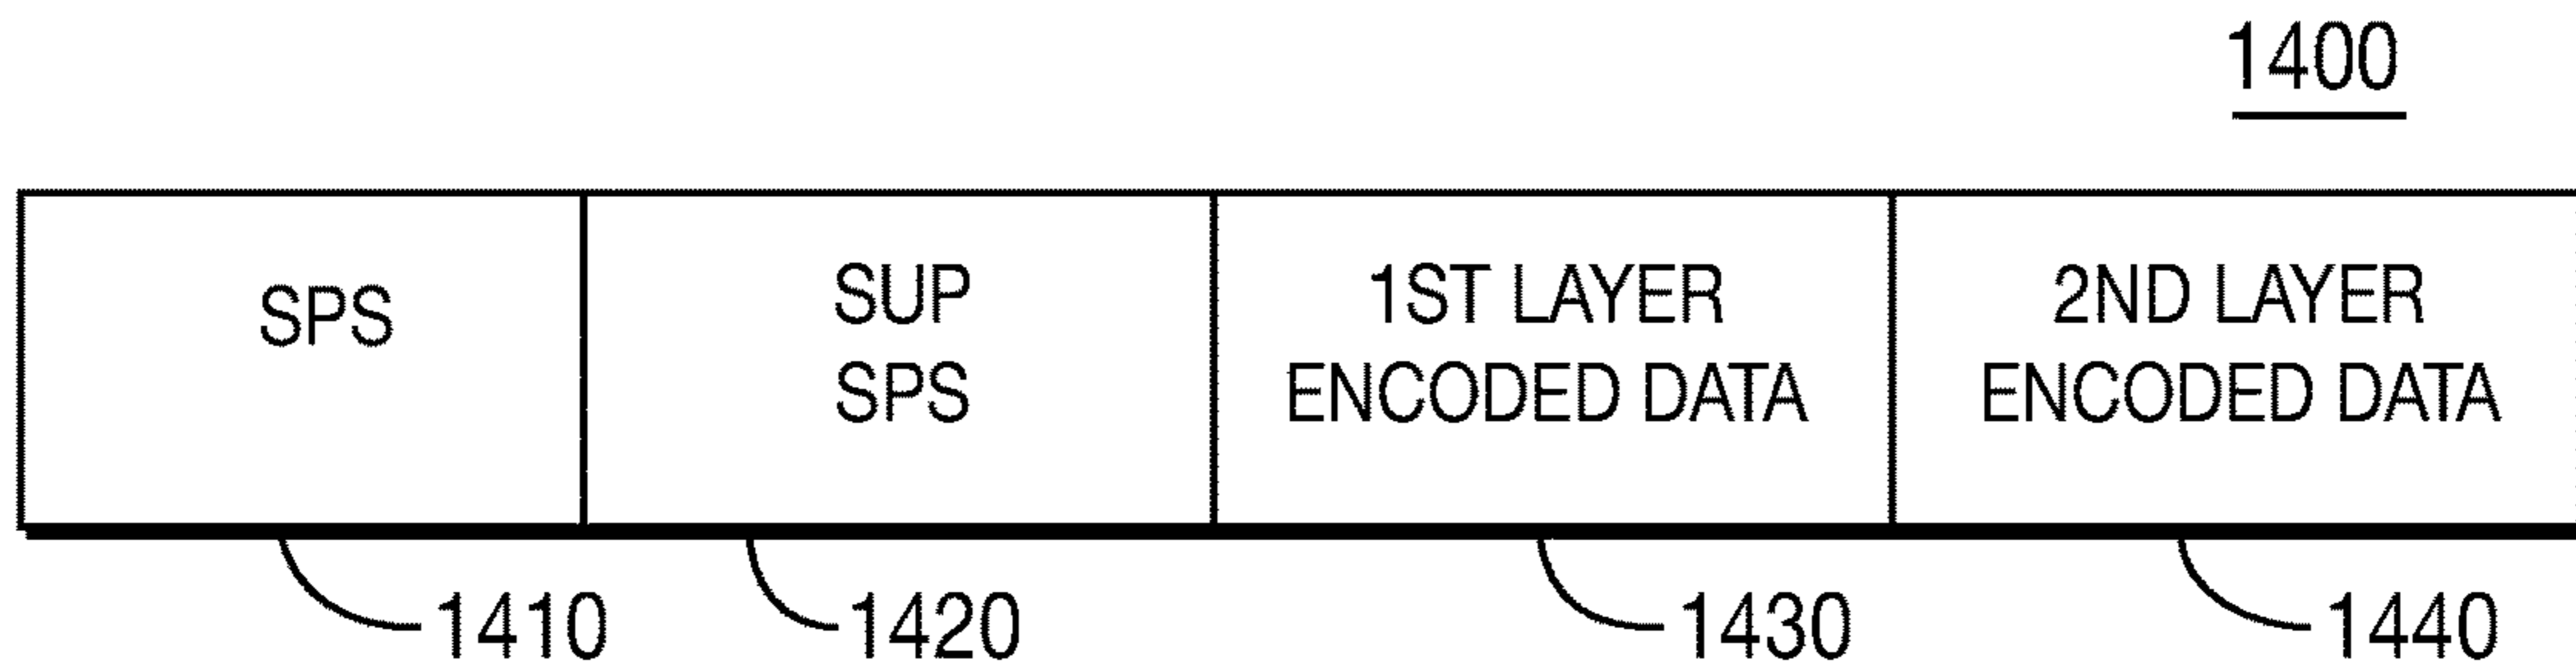 1400
SPS
SUP
SPS
1ST LAYER
ENCODED DATA
2ND LAYER
ENCODED DATA
1410
1420
1430
1440